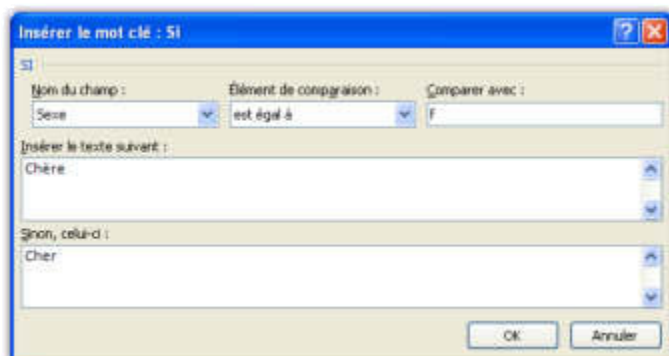 Insérer le mot clé : Si
SI
Nom du champ : Élément de comparaison : Comparer avec :
Sexe est égal à F
Insérer le texte suivant :
Chère
Sinon, celui-ci :
Cher
OK Annuler